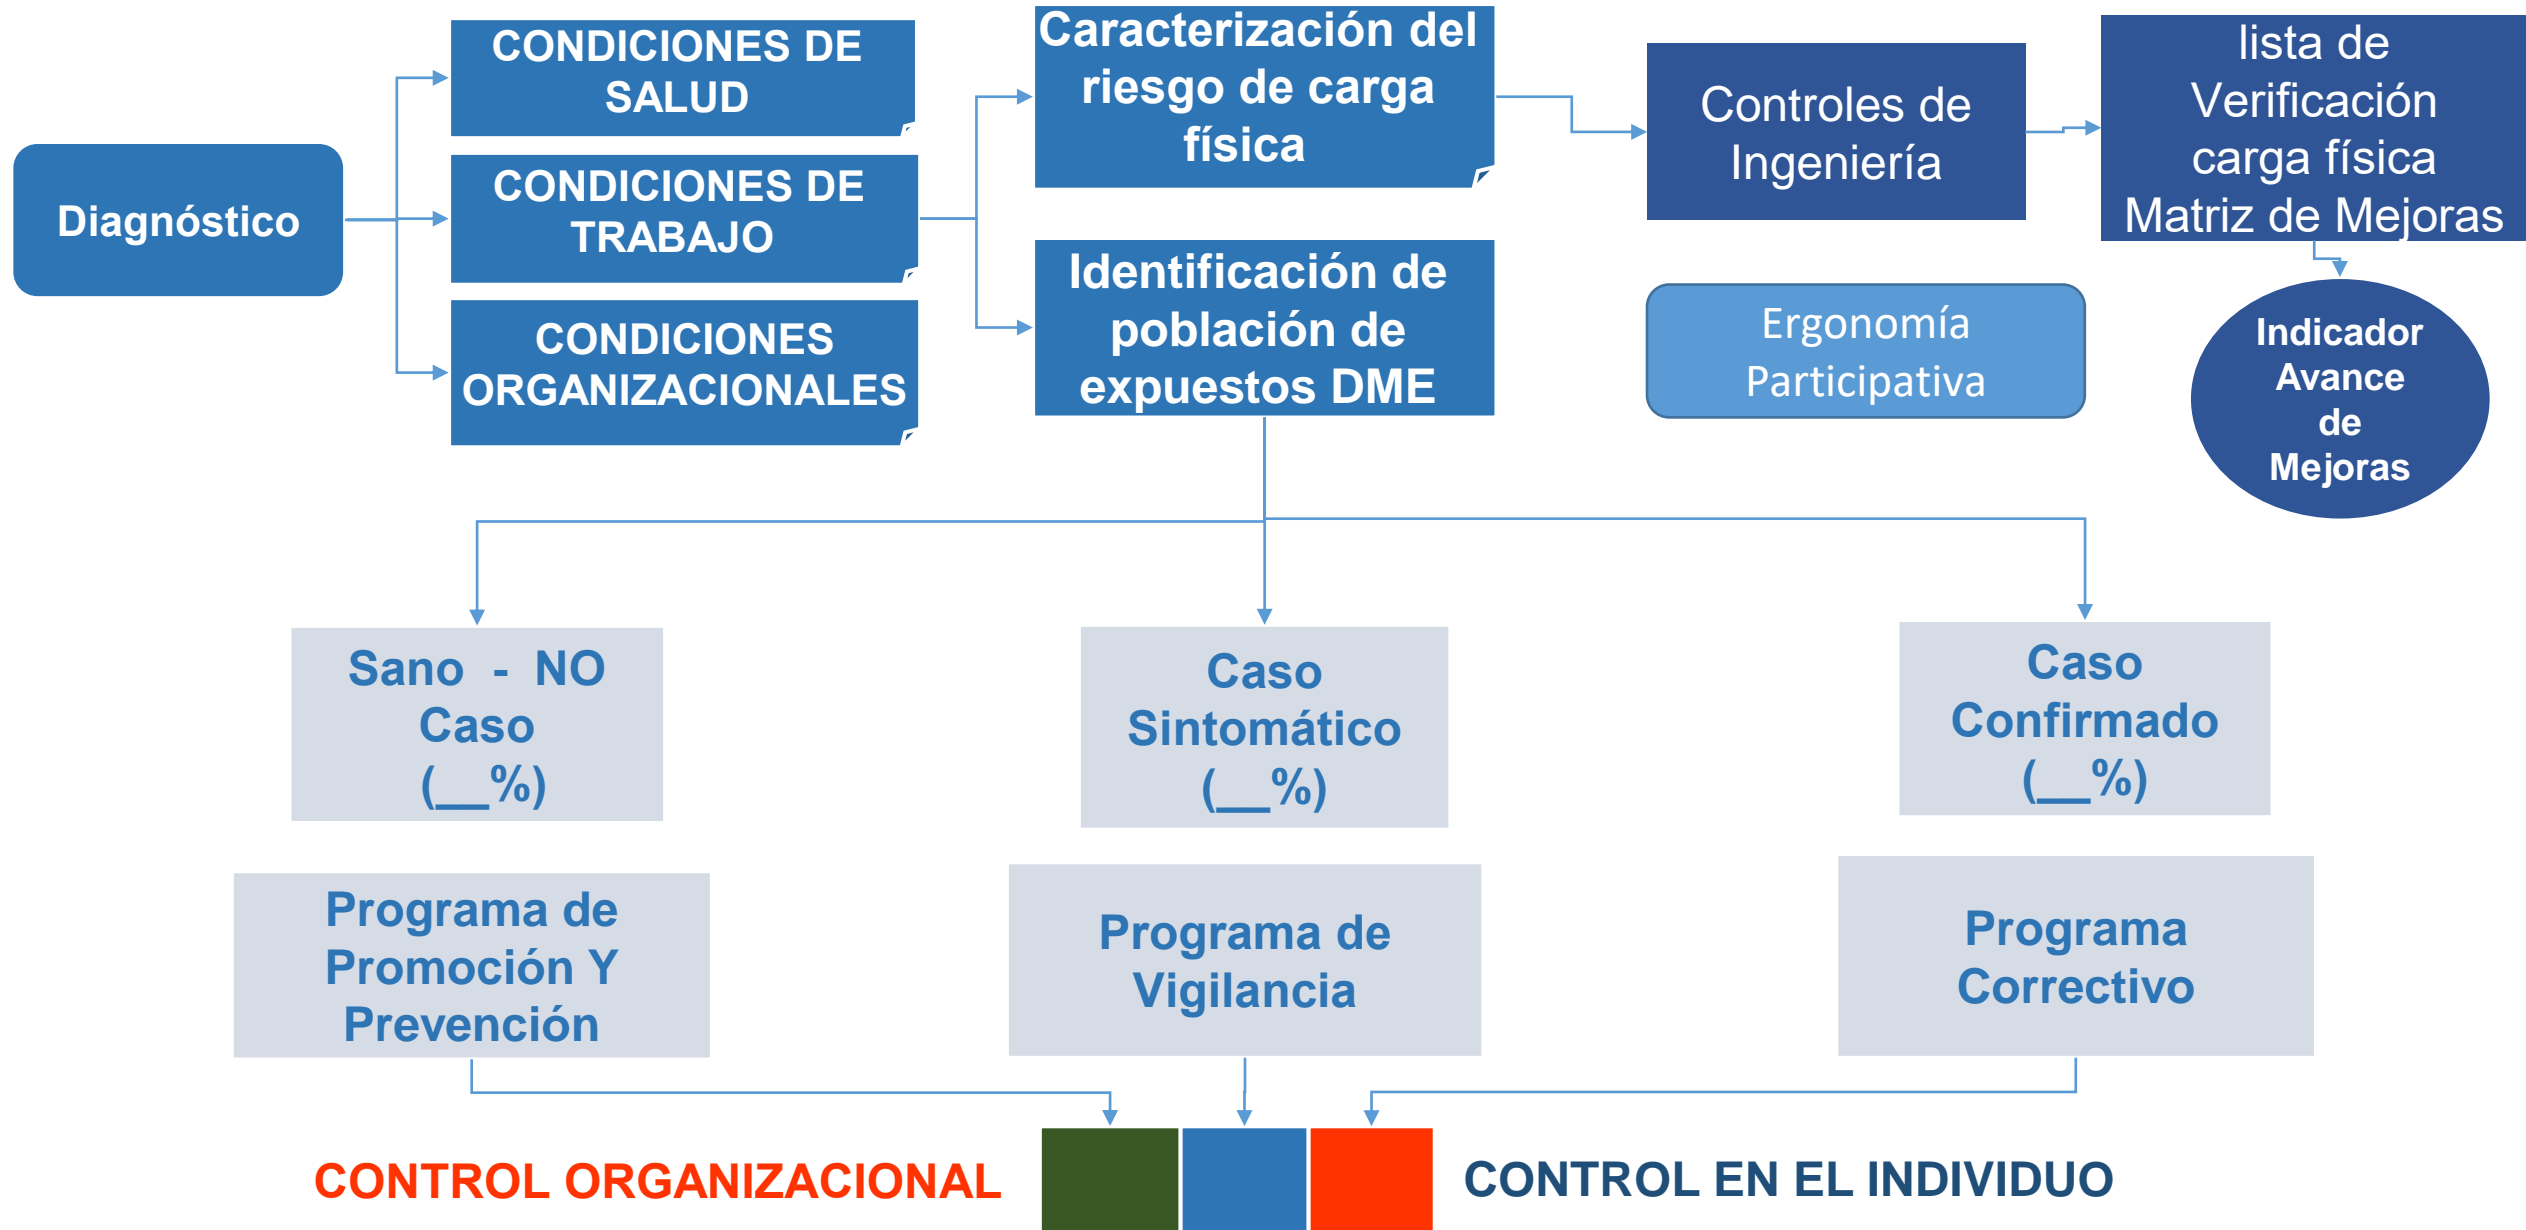 Diagnóstico
CONDICIONES DE
SALUD
CONDICIONES DE
TRABAJO
CONDICIONES
ORGANIZACIONALES
Caracterización del
riesgo de carga
física
Identificación de
población de
expuestos DME
Controles de
Ingeniería
lista de
Verificación
carga física
Matriz de Mejoras
Ergonomía
Participativa
Indicador
Avance
de
Mejoras
Sano - NO
Caso
(__%)
Caso
Sintomático
(__%)
Caso
Confirmado
(__%)
Programa de
Promoción Y
Prevención
Programa de
Vigilancia
Programa
Correctivo
CONTROL ORGANIZACIONAL
CONTROL EN EL INDIVIDUO